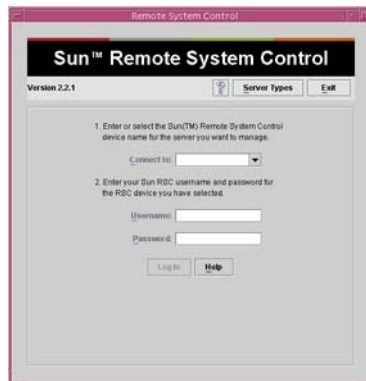 Remote System Control
Sun™ Remote System Control
Version 2.2.1
Server Types
Exit
1. Enter or select the Sun(TM) Remote System Control
device name for the server you want to manage.
Connect to:
2. Enter your Sun RSC username and password for
the RSC device you have selected.
Username:
Password:
Log In
Help